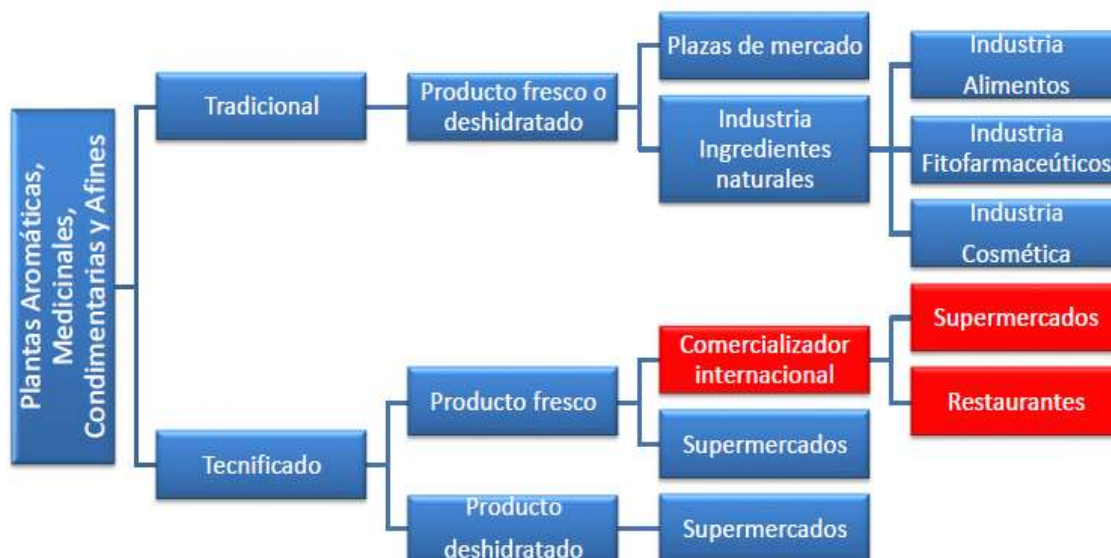 Plantas Aromáticas,
Medicinales,
Condimentarias y Afines
Tradicional
Producto fresco o
deshidratado
Plazas de mercado
Industria
Ingredientes
naturales
Industria
Alimentos
Industria
Fitofarmaceúticos
Industria
Cosmética
Tecnificado
Producto fresco
Comercializador
internacional
Supermercados
Restaurantes
Supermercados
Producto
deshidratado
Supermercados